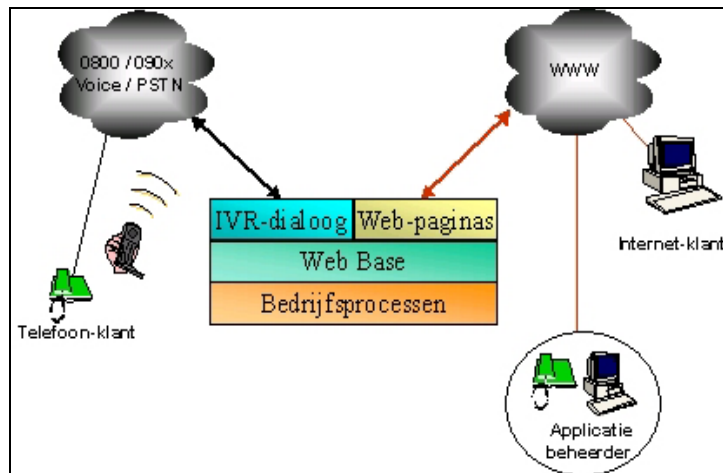 0800 / 090x
Voice / PSTN
WWW
IVR-dialoog
Web-paginas
Web Base
Bedrijfsprocessen
Internet-klant
Telefoon-klant
Applicatie
beheerder